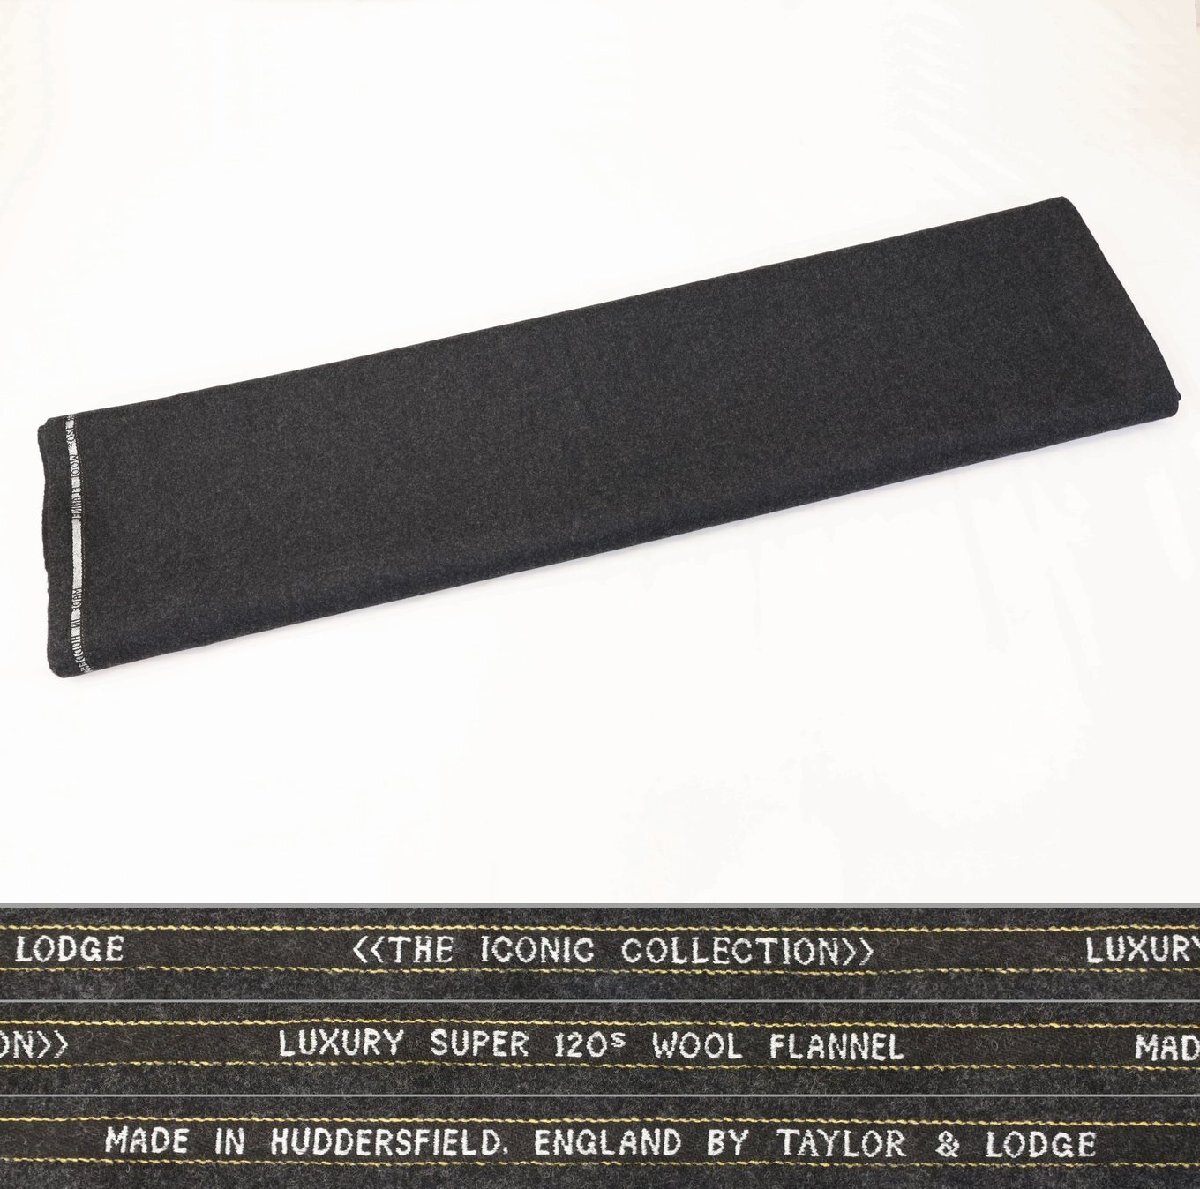 LODGE <<THE ICONIC COLLECTION>> LUXURY
ON>> LUXURY SUPER 120s WOOL FLANNEL MAD
MADE IN HUDDERSFIELD. ENGLAND BY TAYLOR & LODGE